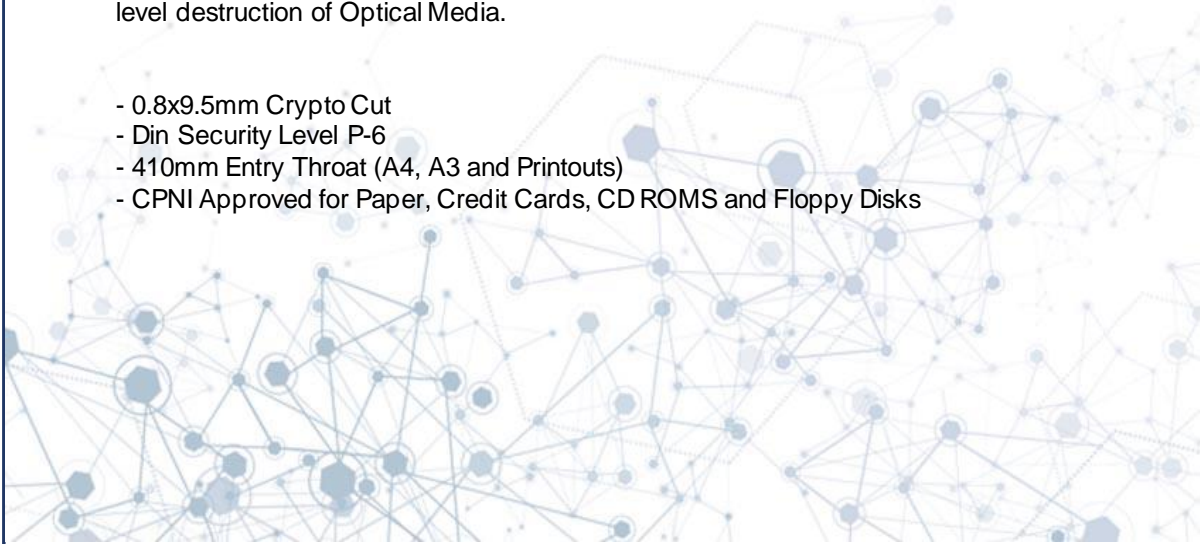 level destruction of Optical Media.
- 0.8x9.5mm Crypto Cut
- Din Security Level P-6
- 410mm Entry Throat (A4, A3 and Printouts)
- CPNI Approved for Paper, Credit Cards, CD ROMS and Floppy Disks